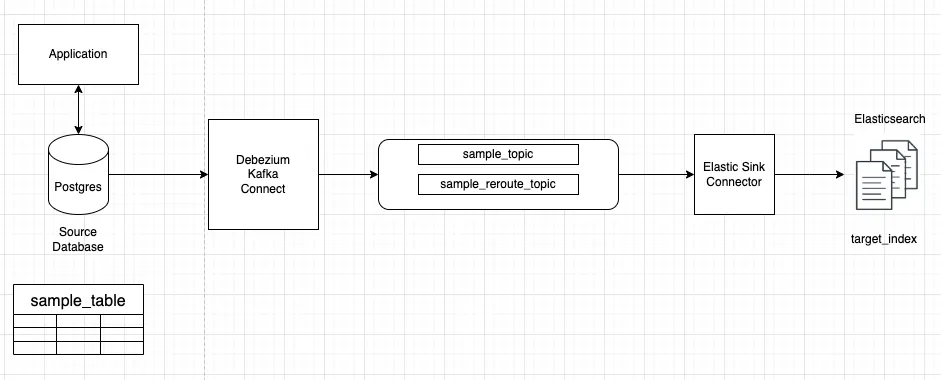 Application
Postgres
Source
Database
sample_table
Debezium
Kafka
Connect
sample_topic
sample_reroute_topic
Elastic Sink
Connector
Elasticsearch
target_index